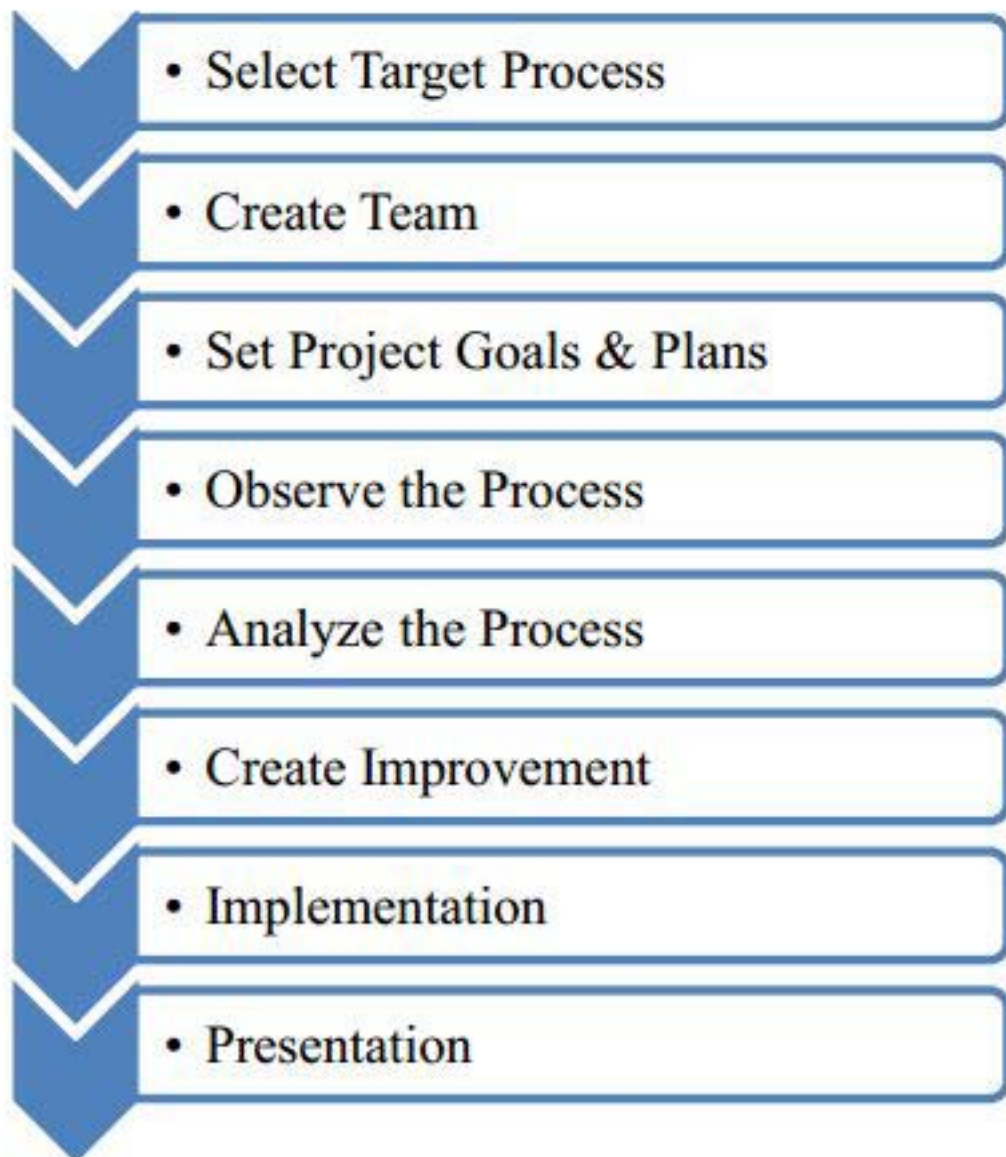 • Select Target Process
• Create Team
• Set Project Goals & Plans
• Observe the Process
• Analyze the Process
• Create Improvement
• Implementation
• Presentation